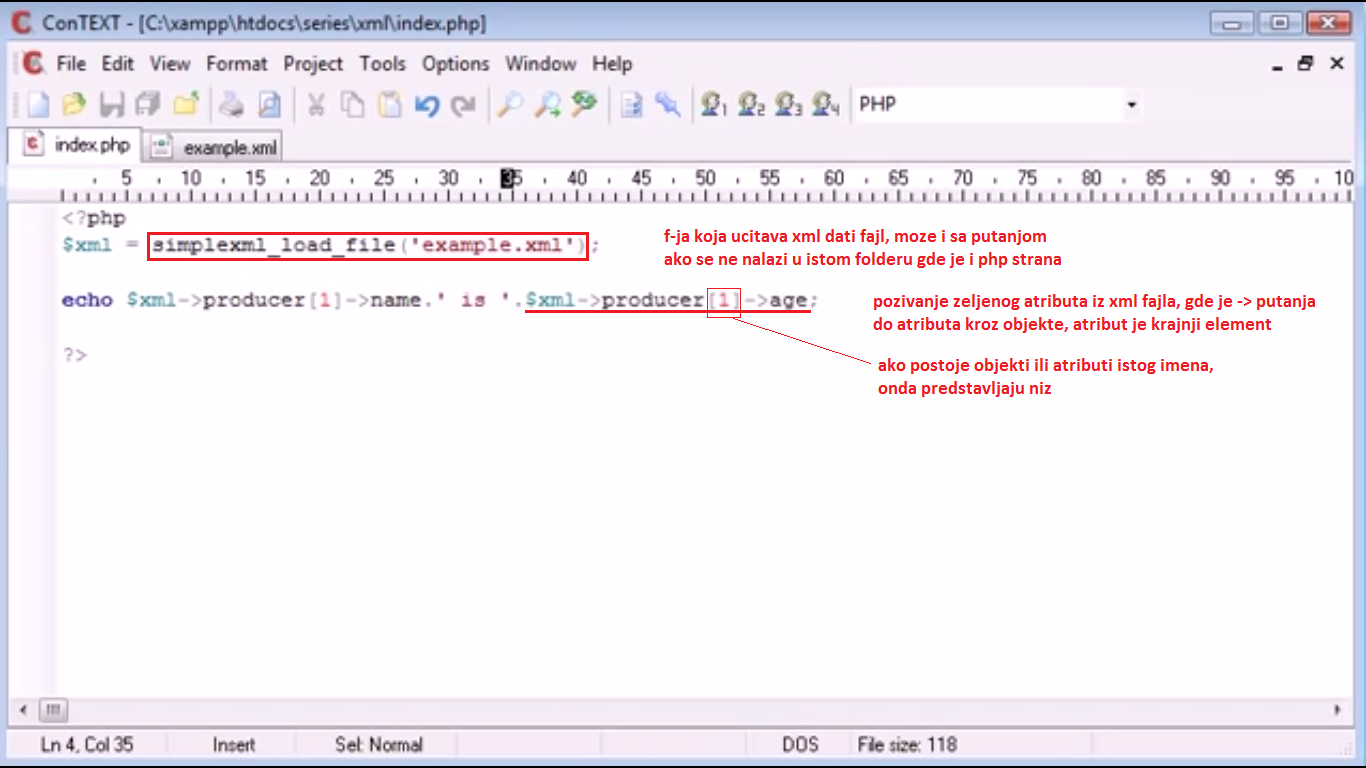 ConTEXT - [C:\xampp\htdocs\series\xml\index.php]
File Edit View Format Project Tools Options Window Help
1 2 3 4 PHP
index.php example.xml
5 10 15 20 25 30 35 40 45 50 55 60 65 70 75 80 85 90 95 10
<?php
$xml = simplexml_load_file('example.xml');
f-ja koja ucitava xml dati fajl, moze i sa putanjom
ako se ne nalazi u istom folderu gde je i php strana
echo $xml->producer[1]->name.' is '.$xml->producer[1]->age;
pozivanje zeljenog atributa iz xml fajla, gde je -> putanja
do atributa kroz objekte, atribut je krajnji element
?>
ako postoje objekti ili atributi istog imena,
onda predstavljaju niz
Ln 4, Col 35 Insert Sel: Normal DOS File size: 118